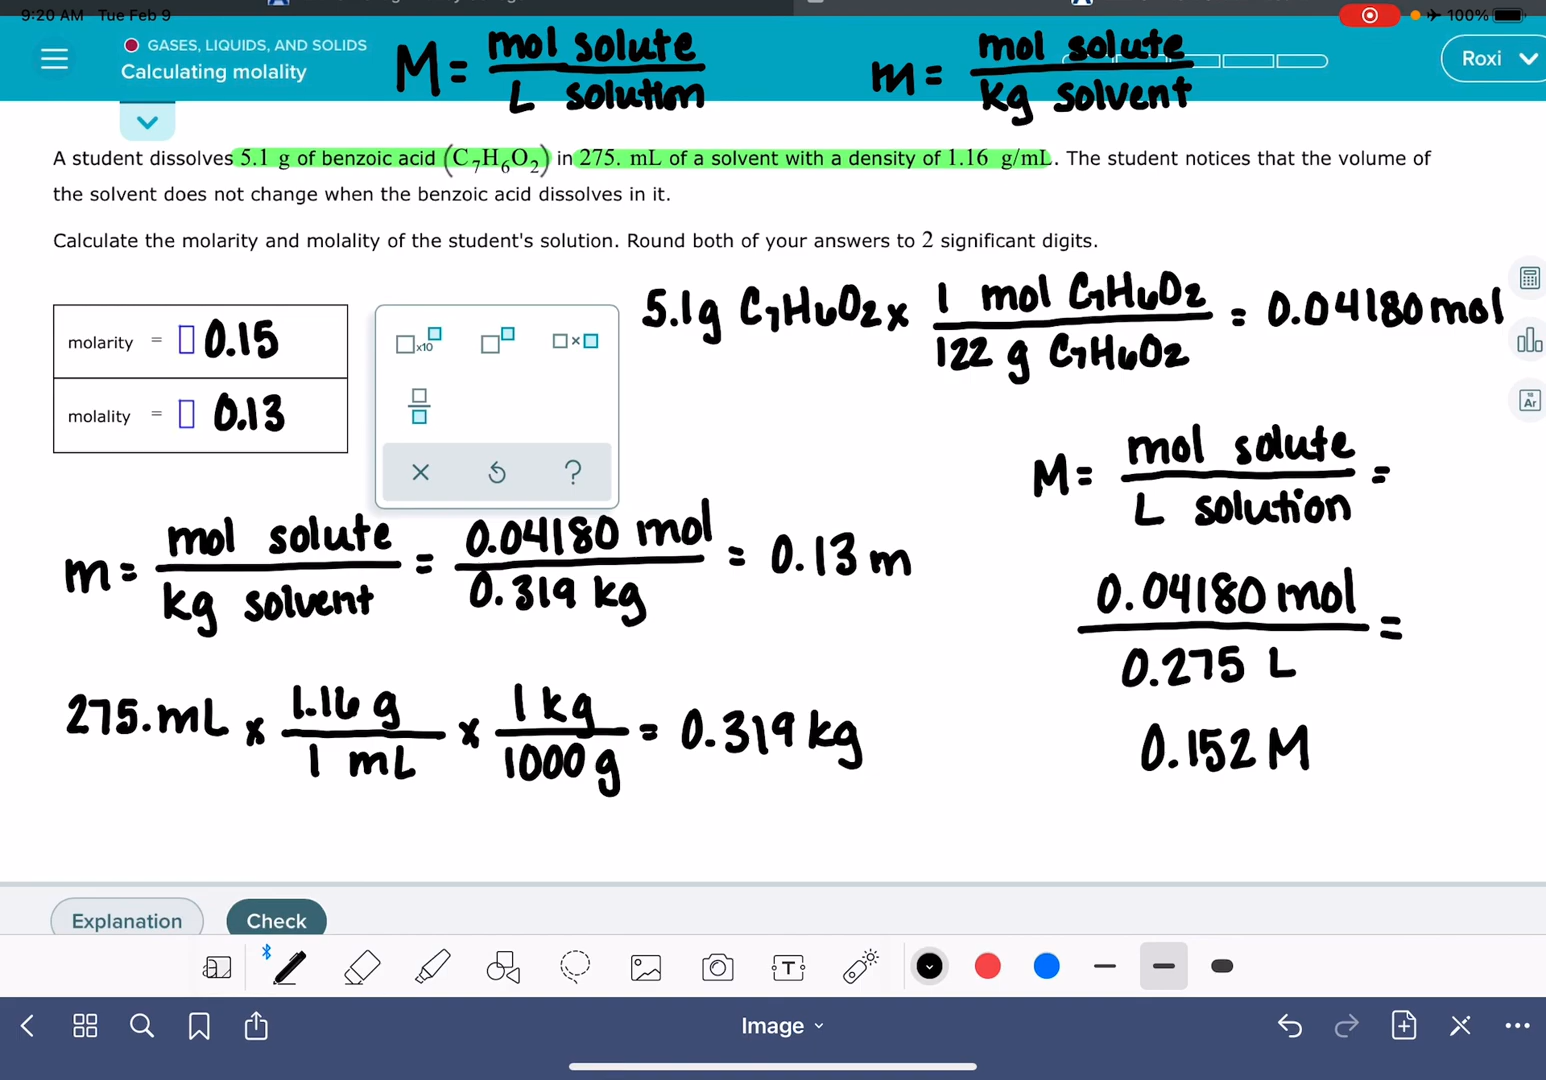 9:20 AM Tue Feb 9
100%
GASES, LIQUIDS, AND SOLIDS
Calculating molality
M = mol solute / L solution
m = mol solute / kg solvent
Roxi
A student dissolves 5.1 g of benzoic acid (C₇H₆O₂) in 275. mL of a solvent with a density of 1.16 g/mL. The student notices that the volume of
the solvent does not change when the benzoic acid dissolves in it.
Calculate the molarity and molality of the student's solution. Round both of your answers to 2 significant digits.
molarity = 0.15
molality = 0.13
□x10□
□×□
?
5.1g C₇H₆O₂ x 1 mol C₇H₆O₂ / 122 g C₇H₆O₂ = 0.04180 mol
18
Ar
M = mol solute / L solution =
0.04180 mol / 0.275 L =
0.152 M
m = mol solute / kg solvent = 0.04180 mol / 0.319 kg = 0.13 m
275. mL x 1.16 g / 1 mL x 1 kg / 1000 g = 0.319 kg
Explanation
Check
T
Image